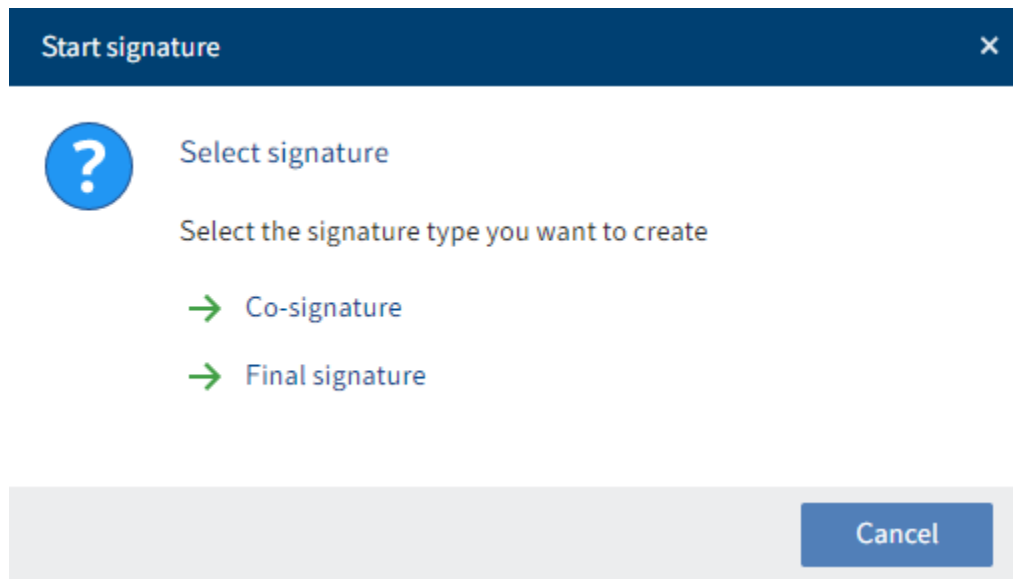 Start signature ×
?
Select signature
Select the signature type you want to create
→ Co-signature
→ Final signature
Cancel